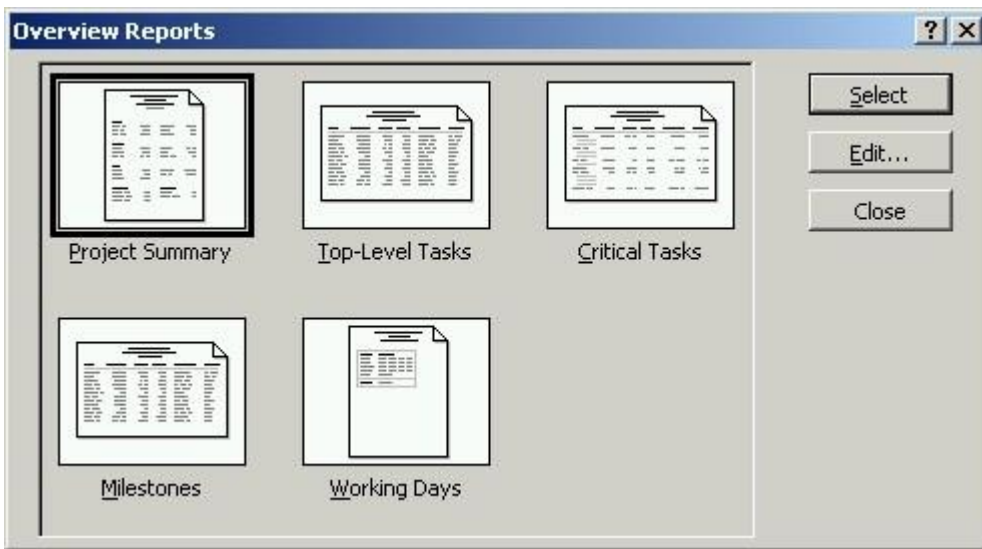 Overview Reports
Select
Edit...
Close
Project Summary
Top-Level Tasks
Critical Tasks
Milestones
Working Days